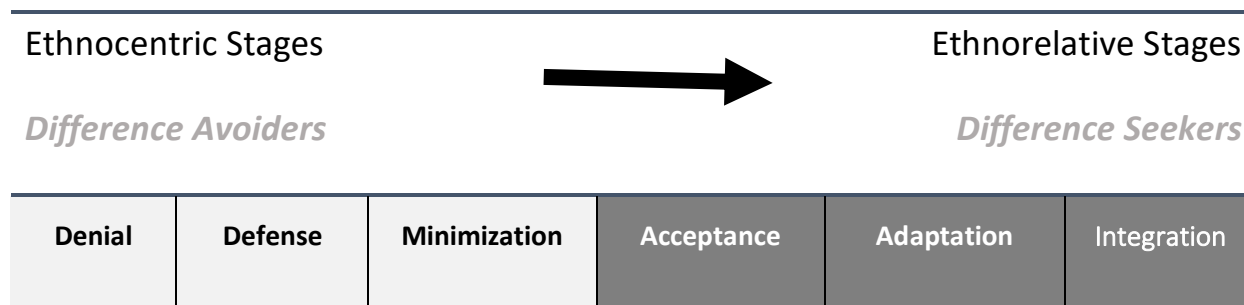 Ethnocentric Stages Ethnorelative Stages
Difference Avoiders Difference Seekers
Denial Defense Minimization Acceptance Adaptation Integration